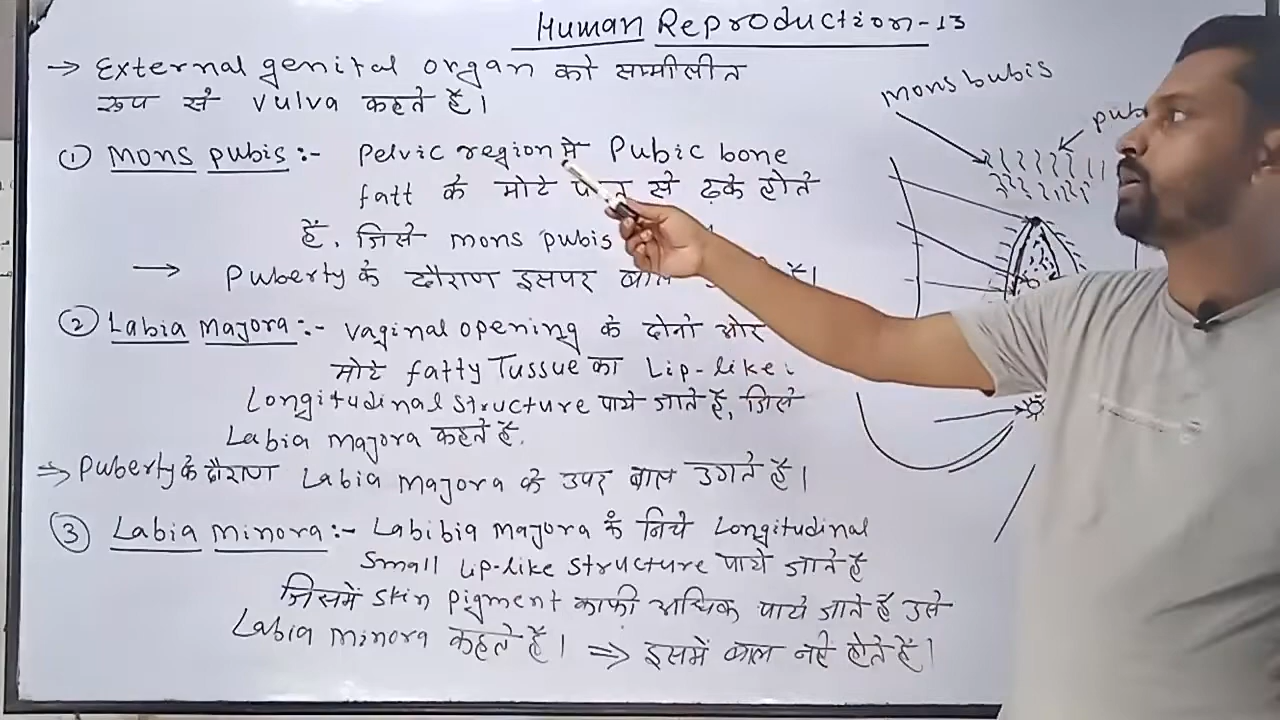 Human Reproduction-13
→ External genital organ को सम्मीलीत
रूप से vulva कहते हैं।
① Mons pubis :- Pelvic region मे Pubic bone
fatt के मोटे से ढ़के होते
हैं, जिसे mons pubis
→ Puberty के दौराण इसपर बाल हैं।
② Labia Majora :- vaginal opening के दोनो ओर
मोटे fatty Tussue का Lip-like
Longitudinal structure पाये जाते हैं, जिसे
Labia majora कहते हैं.
⇒ Puberty के दौराण Labia majora के उपर बाल उगते हैं।
③ Labia minora :- Labibia majora के निचे Longitudinal
Small Lip-like structure पाये जाते हैं
जिसमें skin pigment काफी अधिक पाये जाते हैं उसे
Labia minora कहते हैं। ⇒ इसमें बाल नहें होते हैं।
mons bubis